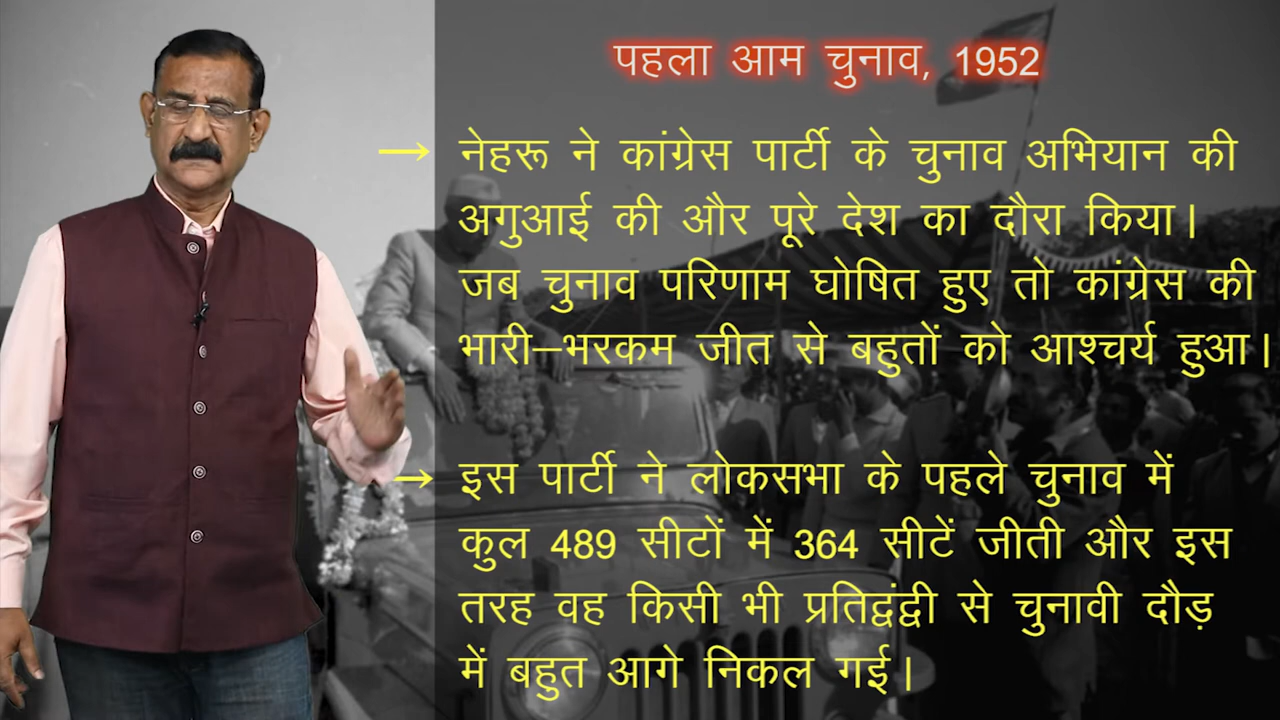 पहला आम चुनाव, 1952
→ नेहरू ने कांग्रेस पार्टी के चुनाव अभियान की
अगुआई की और पूरे देश का दौरा किया।
जब चुनाव परिणाम घोषित हुए तो कांग्रेस की
भारी–भरकम जीत से बहुतों को आश्चर्य हुआ।
→ इस पार्टी ने लोकसभा के पहले चुनाव में
कुल 489 सीटों में 364 सीटें जीती और इस
तरह वह किसी भी प्रतिद्वंद्वी से चुनावी दौड़
में बहुत आगे निकल गई।